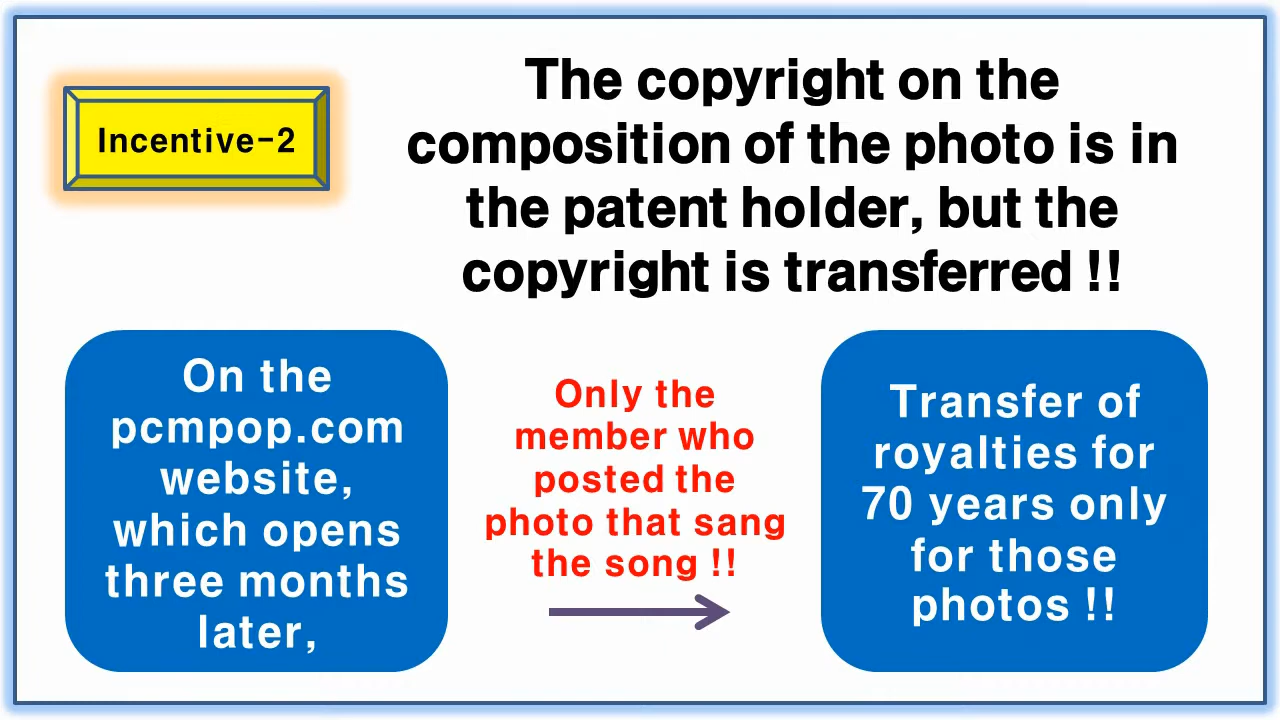 Incentive-2
The copyright on the
composition of the photo is in
the patent holder, but the
copyright is transferred !!
On the
pcmpop.com
website,
which opens
three months
later,
Only the
member who
posted the
photo that sang
the song !!
Transfer of
royalties for
70 years only
for those
photos !!